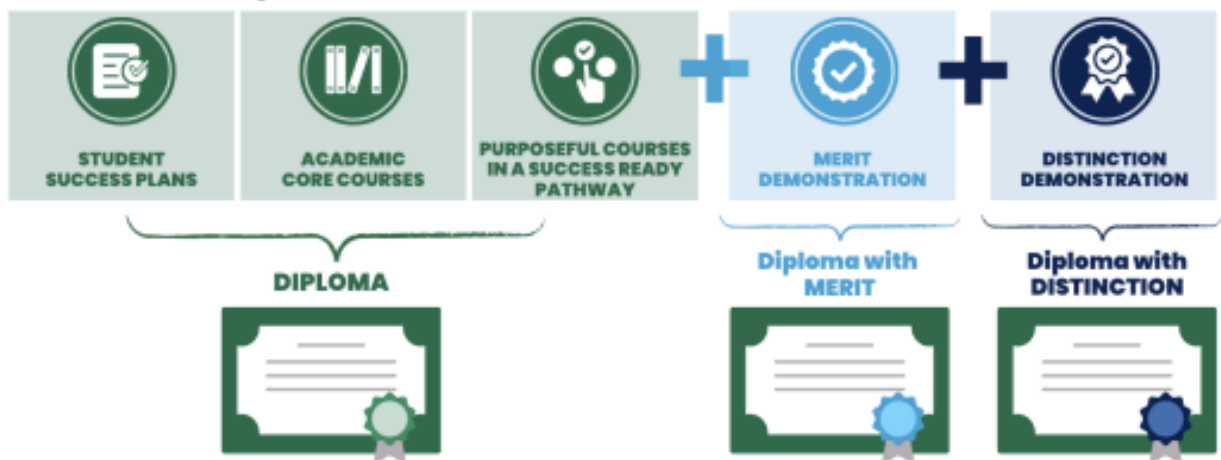 STUDENT
SUCCESS PLANS
ACADEMIC
CORE COURSES
PURPOSEFUL COURSES
IN A SUCCESS READY
PATHWAY
MERIT
DEMONSTRATION
DISTINCTION
DEMONSTRATION
DIPLOMA
Diploma with
MERIT
Diploma with
DISTINCTION